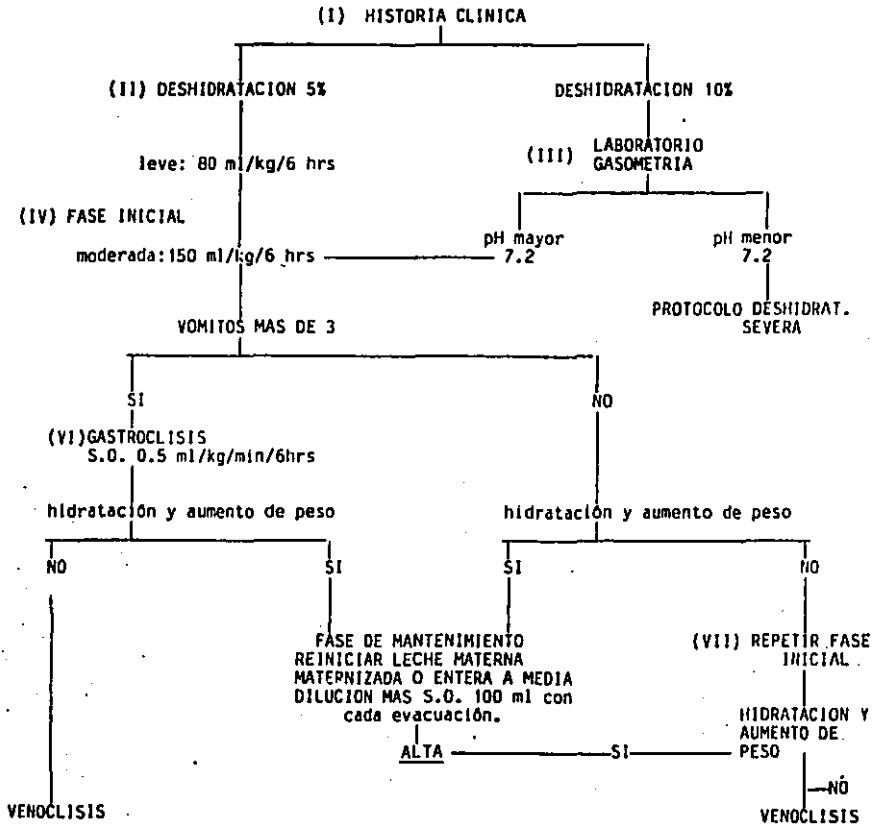 (I) HISTORIA CLINICA
(II) DESHIDRATACION 5%
DESHIDRATACION 10%
(III) LABORATORIO
GASOMETRIA
leve: 80 ml/kg/6 hrs
(IV) FASE INICIAL
moderada:150 ml/kg/6 hrs
pH mayor
7.2
pH menor
7.2
PROTOCOLO DESHIDRAT.
SEVERA
VOMITOS MAS DE 3
SI
NO
(VI)GASTROCLISIS
S.O. 0.5 ml/kg/min/6hrs
hidratación y aumento de peso
hidratación y aumento de peso
NO
SI
SI
NO
FASE DE MANTENIMIENTO
REINICIAR LECHE MATERNA
MATERNIZADA O ENTERA A MEDIA
DILUCION MAS S.O. 100 ml con
cada evacuación.
(VII) REPETIR FASE
INICIAL
HIDRATACION Y
AUMENTO DE
PESO
ALTA
SI
NO
VENOCLISIS
VENOCLISIS